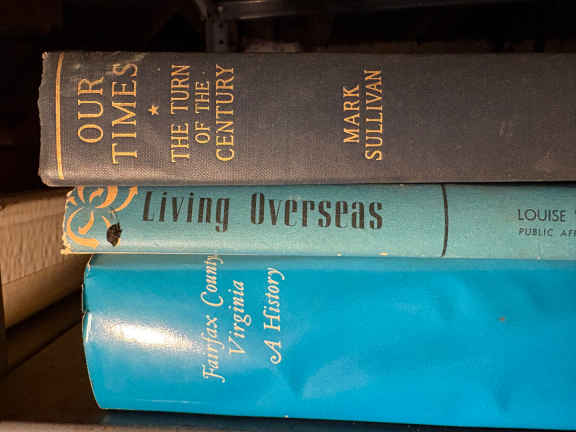 OUR
TIMES
★
THE TURN
OF THE
CENTURY
MARK
SULLIVAN
Living Overseas
LOUISE
PUBLIC AFF
Fairfax County,
Virginia
A History